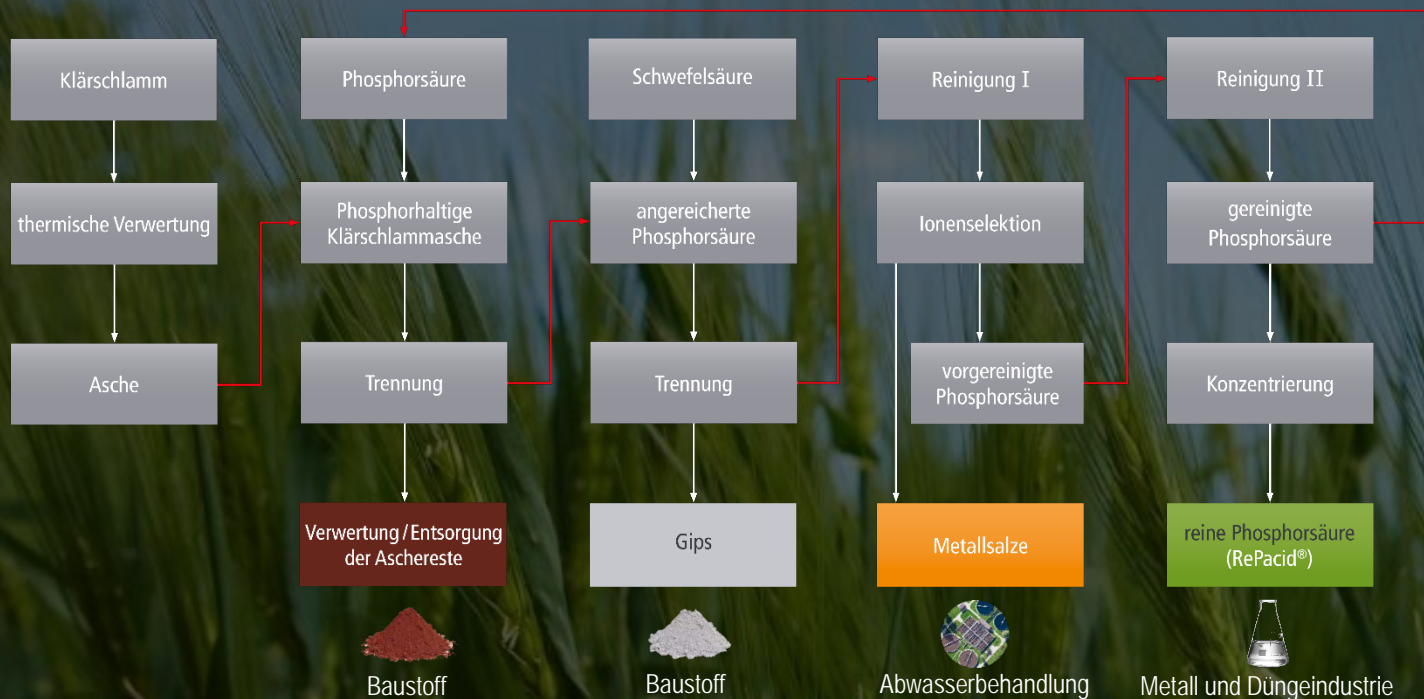 Klärschlamm
thermische Verwertung
Asche
Phosphorsäure
Phosphorhaltige
Klärschlammasche
Trennung
Verwertung/Entsorgung
der Aschereste
Baustoff
Schwefelsäure
angereicherte
Phosphorsäure
Trennung
Gips
Baustoff
Reinigung I
Ionenselektion
vorgereinigte
Phosphorsäure
Metallsalze
Abwasserbehandlung
Reinigung II
gereinigte
Phosphorsäure
Konzentrierung
reine Phosphorsäure
(RePacid®)
Metall und Düngeindustrie